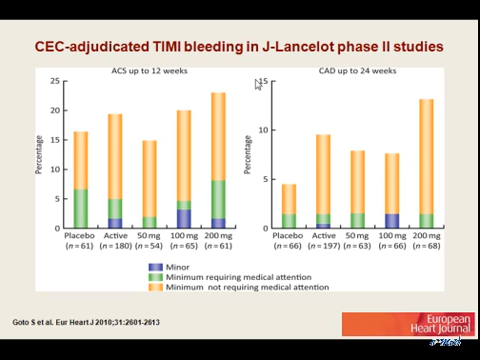 CEC-adjudicated TIMI bleeding in J-Lancelot phase II studies
ACS up to 12 weeks
Percentage
25
20
15
10
5
0
Placebo Active 50 mg 100 mg 200 mg
(n = 61) (n = 180) (n = 54) (n = 65) (n = 61)
CAD up to 24 weeks
Percentage
15
10
5
0
Placebo Active 50 mg 100 mg 200 mg
(n = 66) (n = 197) (n = 63) (n = 66) (n = 68)
Minor
Minimum requiring medical attention
Minimum not requiring medical attention
Goto S et al. Eur Heart J 2010;31:2601-2613
European
Heart Journal